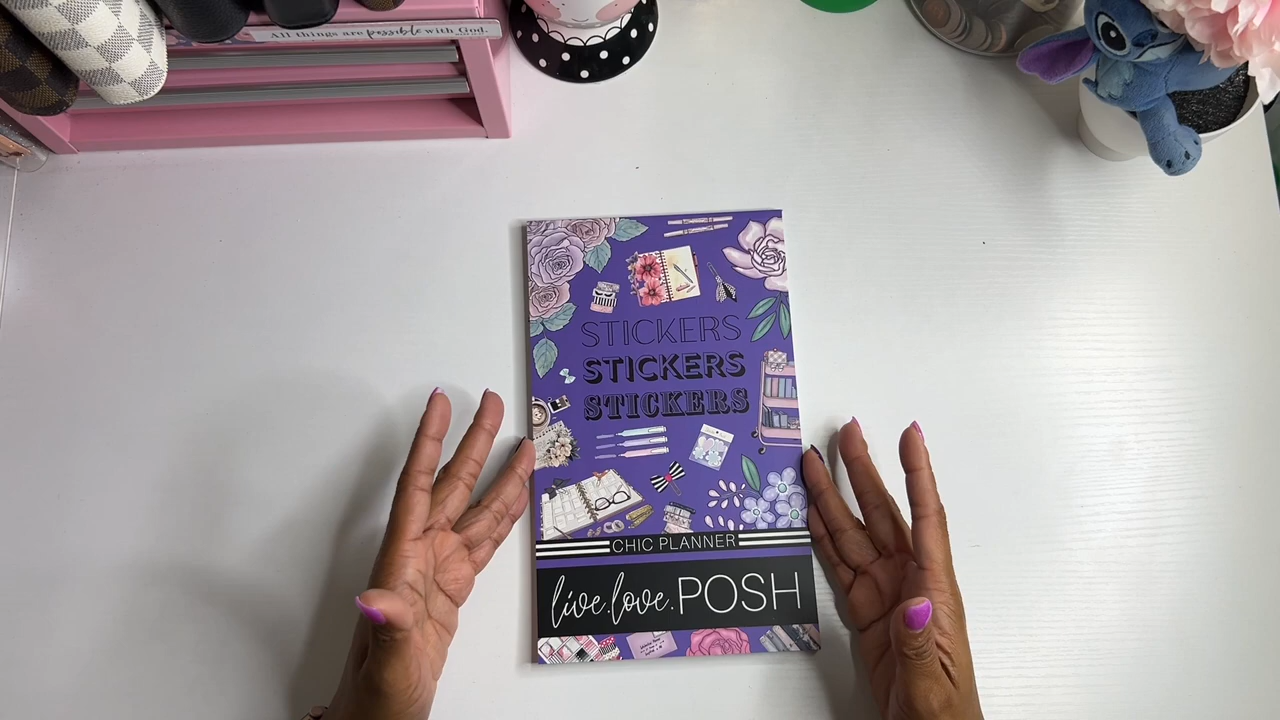 All things are possible with God.
STICKERS
STICKERS
STICKERS
CHIC PLANNER
live.love.POSH